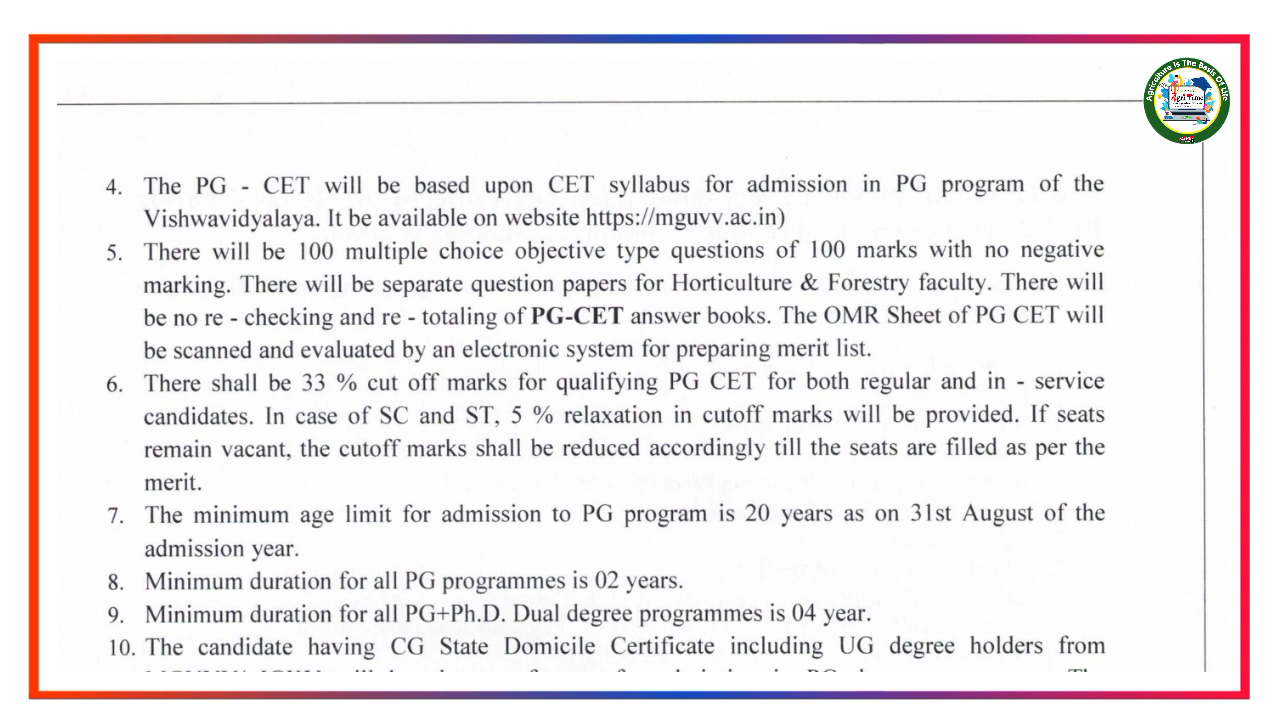 Agriculture Is The Basis Of Life
Agri Time
4. The PG - CET will be based upon CET syllabus for admission in PG program of the
Vishwavidyalaya. It be available on website https://mguvv.ac.in)
5. There will be 100 multiple choice objective type questions of 100 marks with no negative
marking. There will be separate question papers for Horticulture & Forestry faculty. There will
be no re - checking and re - totaling of PG-CET answer books. The OMR Sheet of PG CET will
be scanned and evaluated by an electronic system for preparing merit list.
6. There shall be 33 % cut off marks for qualifying PG CET for both regular and in - service
candidates. In case of SC and ST, 5 % relaxation in cutoff marks will be provided. If seats
remain vacant, the cutoff marks shall be reduced accordingly till the seats are filled as per the
merit.
7. The minimum age limit for admission to PG program is 20 years as on 31st August of the
admission year.
8. Minimum duration for all PG programmes is 02 years.
9. Minimum duration for all PG+Ph.D. Dual degree programmes is 04 year.
10. The candidate having CG State Domicile Certificate including UG degree holders from